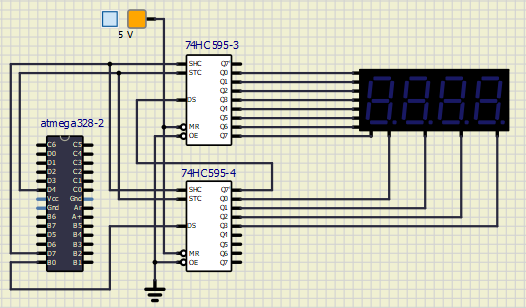 5 V
74HC595-3
SHC Q7'
STC Q0
Q1
Q2
DS Q3
Q4
Q5
MR Q6
OE Q7
atmega328-2
C6 C5
D0 C4
D1 C3
D2 C2
D3 C1
D4 C0
Vcc Gnd
Gnd Ar
B6 A+
B7 B5
D5 B4
D6 B3
D7 B2
B0 B1
74HC595-4
SHC Q7'
STC Q0
Q1
Q2
DS Q3
Q4
Q5
MR Q6
OE Q7